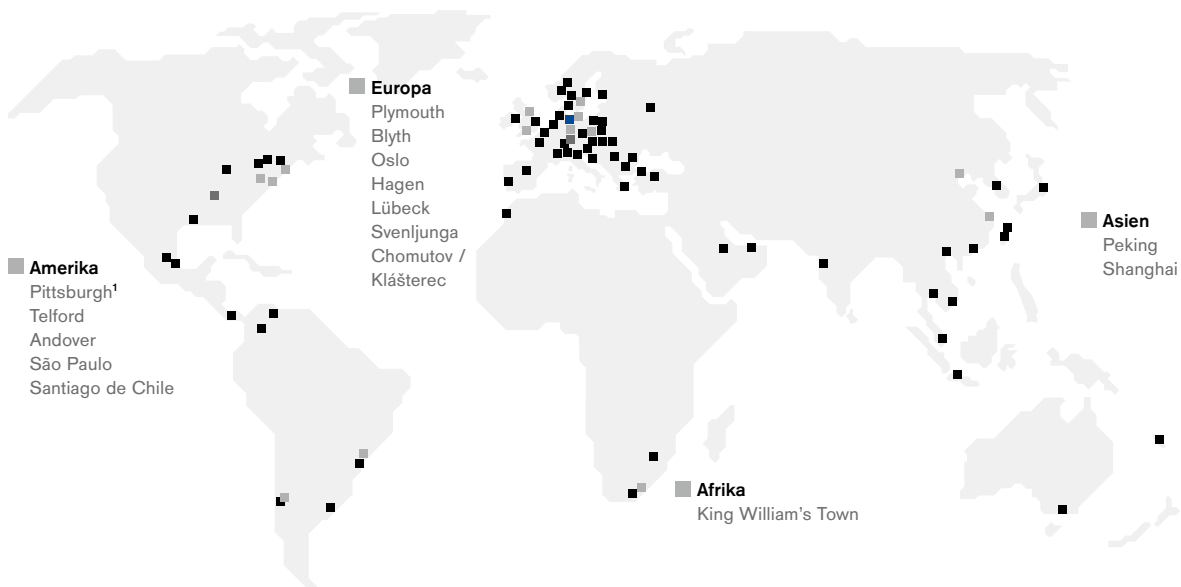 Europa
Plymouth
Blyth
Oslo
Hagen
Lübeck
Svenljunga
Chomutov /
Klášterec
Amerika
Pittsburgh¹
Telford
Andover
São Paulo
Santiago de Chile
Asien
Peking
Shanghai
Afrika
King William’s Town